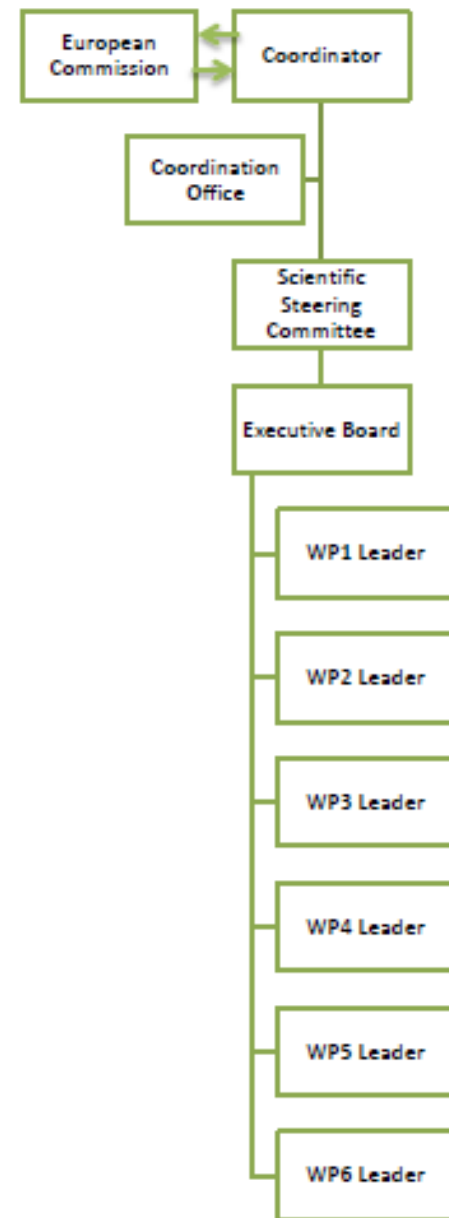 European
Commission
Coordinator
Coordination
Office
Scientific
Steering
Committee
Executive Board
WP1 Leader
WP2 Leader
WP3 Leader
WP4 Leader
WP5 Leader
WP6 Leader